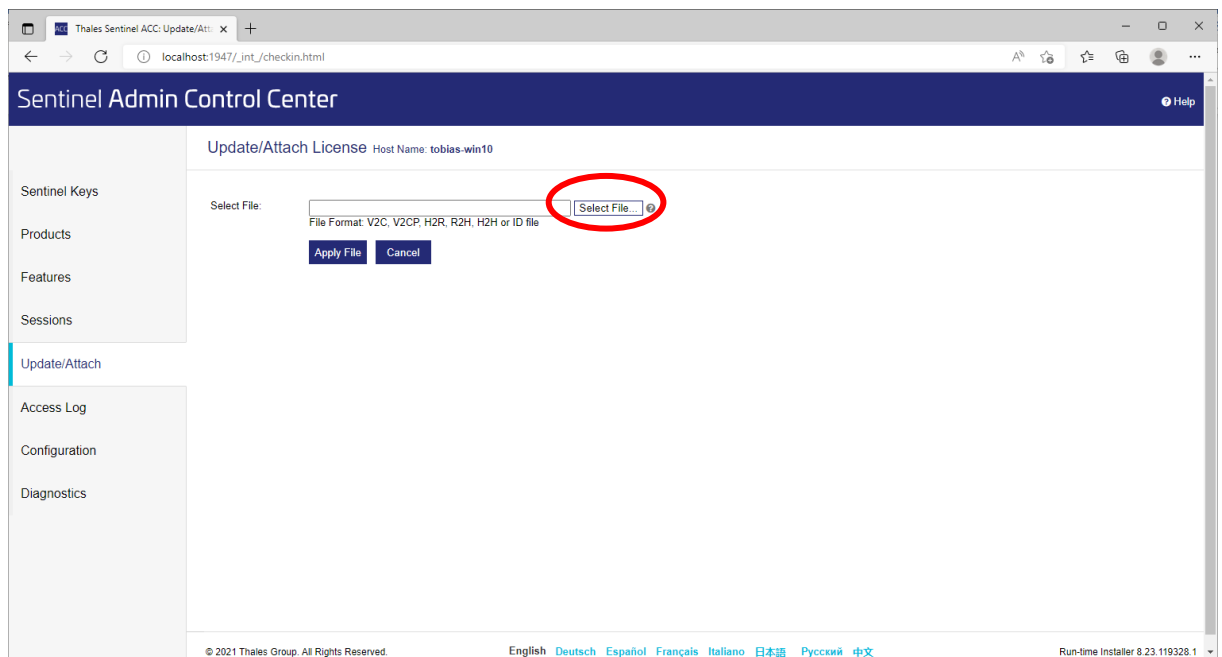 Thales Sentinel ACC: Update/Atta
localhost:1947/_int_/checkin.html
Sentinel Admin Control Center
Help
Update/Attach License Host Name: tobias-win10
Sentinel Keys
Products
Features
Sessions
Update/Attach
Access Log
Configuration
Diagnostics
Select File:
Select File...
File Format: V2C, V2CP, H2R, R2H, H2H or ID file
Apply File Cancel
© 2021 Thales Group. All Rights Reserved.
English Deutsch Español Français Italiano 日本語 Русский 中文
Run-time Installer 8.23.119328.1